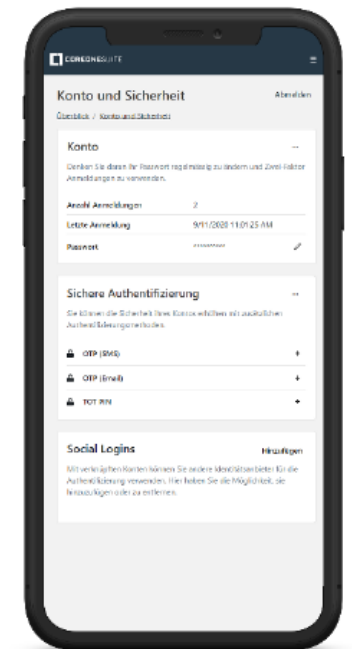 COREONESUITE
Konto und Sicherheit
Abmelden
Überblick / Konto und Sicherheit
Konto
Denken Sie daran Ihr Passwort regelmässig zu ändern und Zwei-Faktor
Anmeldungen zu verwenden.
Anzahl Anmeldungen 2
Letzte Anmeldung 9/11/2020 11:01:25 AM
Passwort **********
Sichere Authentifizierung
Sie können die Sicherheit Ihres Kontos erhöhen mit zusätzlichen
Authentifizierungsmethoden.
OTP (SMS) +
OTP (Email) +
TOT PIN +
Social Logins
Hinzufügen
Mit verknüpften Konten können Sie andere Identitätsanbieter für die
Authentifizierung verwenden. Hier haben Sie die Möglichkeit, sie
hinzuzufügen oder zu entfernen.